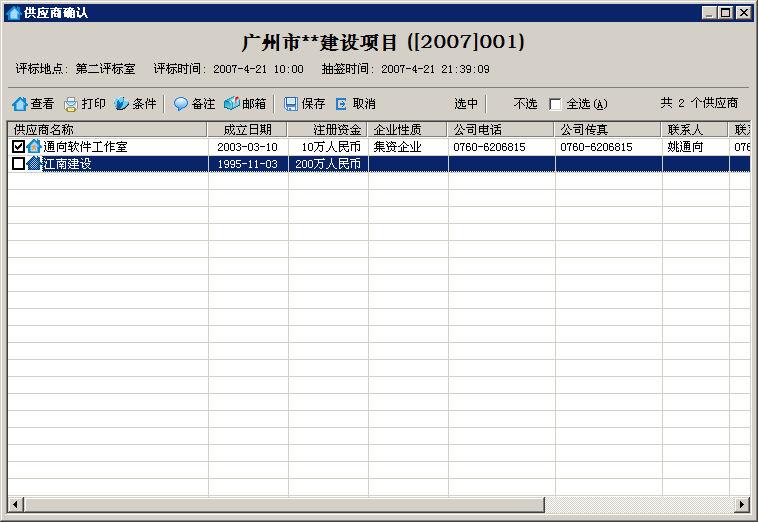 供应商确认
广州市**建设项目 ([2007]001)
评标地点: 第二评标室 评标时间: 2007-4-21 10:00 抽签时间: 2007-4-21 21:39:09
查看 打印 条件 备注 邮箱 保存 取消 选中 不选 全选(A) 共 2 个供应商
供应商名称 成立日期 注册资金 企业性质 公司电话 公司传真 联系人 联系
通向软件工作室 2003-03-10 10万人民币 集资企业 0760-6206815 0760-6206815 姚通向 076
江南建设 1995-11-03 200万人民币